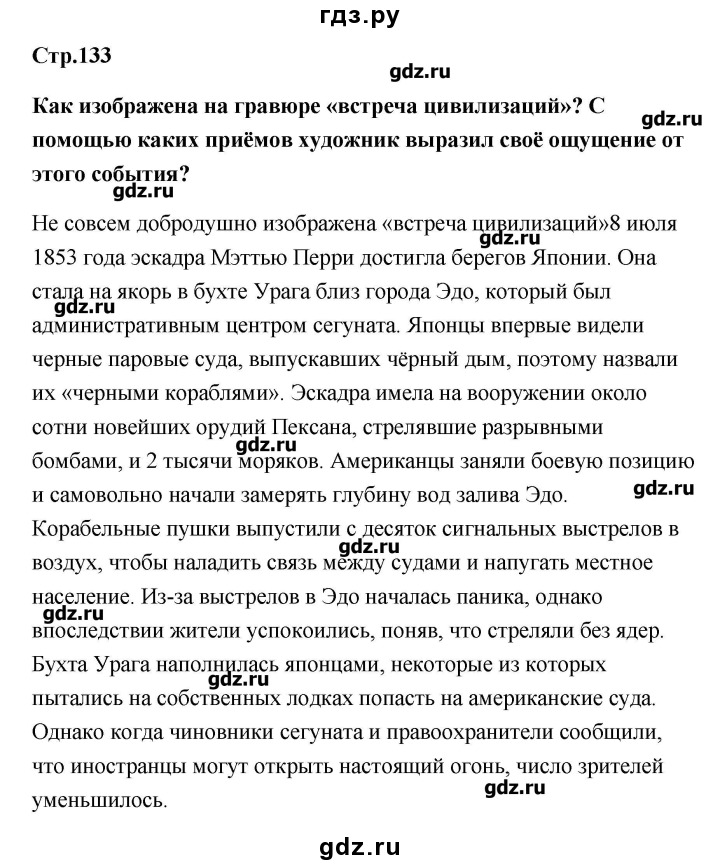 гдз.ру
Стр.133
gdz.ru
Как изображена на гравюре «встреча цивилизаций»? С
gdz.ru
помощью каких приёмов художник выразил своё ощущение от
этого события?
gdz.ru
Не совсем добродушно изображена «встреча цивилизаций»8 июля
gdz.ru
1853 года эскадра Мэттью Перри достигла берегов Японии. Она
стала на якорь в бухте Урага близ города Эдо, который был
gdz.ru
административным центром сегуната. Японцы впервые видели
черные паровые суда, выпускавших чёрный дым, поэтому назвали
их «черными кораблями». Эскадра имела на вооружении около
сотни новейших орудий Пексана, стрелявшие разрывными
gdz.ru
бомбами, и 2 тысячи моряков. Американцы заняли боевую позицию
gdz.ru
и самовольно начали замерять глубину вод залива Эдо.
Корабельные пушки выпустили с десяток сигнальных выстрелов в
gdz.ru
воздух, чтобы наладить связь между судами и напугать местное
население. Из-за выстрелов в Эдо началась паника, однако
gdz.ru
впоследствии жители успокоились, поняв, что стреляли без ядер.
Бухта Урага наполнилась японцами, некоторые из которых
gdz.ru
пытались на собственных лодках попасть на американские суда.
Однако когда чиновники сегуната и правоохранители сообщили,
что иностранцы могут открыть настоящий огонь, число зрителей
gdz.ru
уменьшилось.
gdz.ru